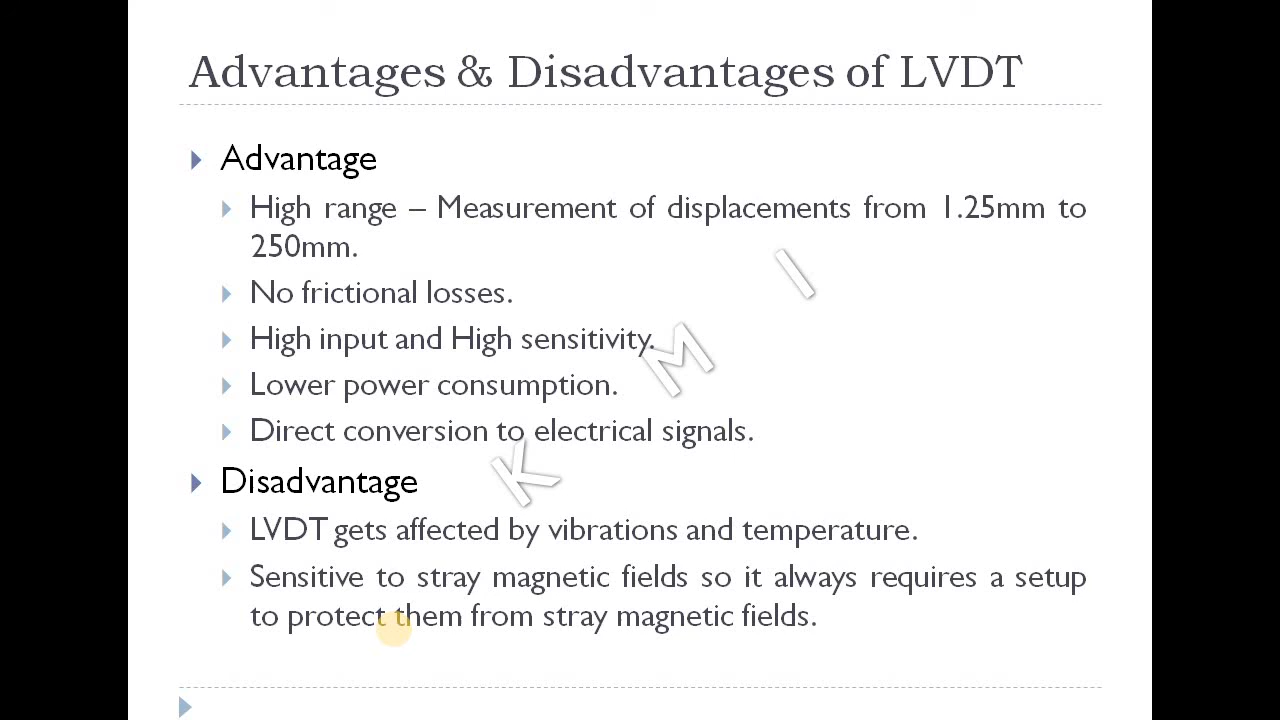 Advantages & Disadvantages of LVDT
Advantage
High range – Measurement of displacements from 1.25mm to
250mm.
No frictional losses.
High input and High sensitivity.
Lower power consumption.
Direct conversion to electrical signals.
Disadvantage
LVDT gets affected by vibrations and temperature.
Sensitive to stray magnetic fields so it always requires a setup
to protect them from stray magnetic fields.
K M I